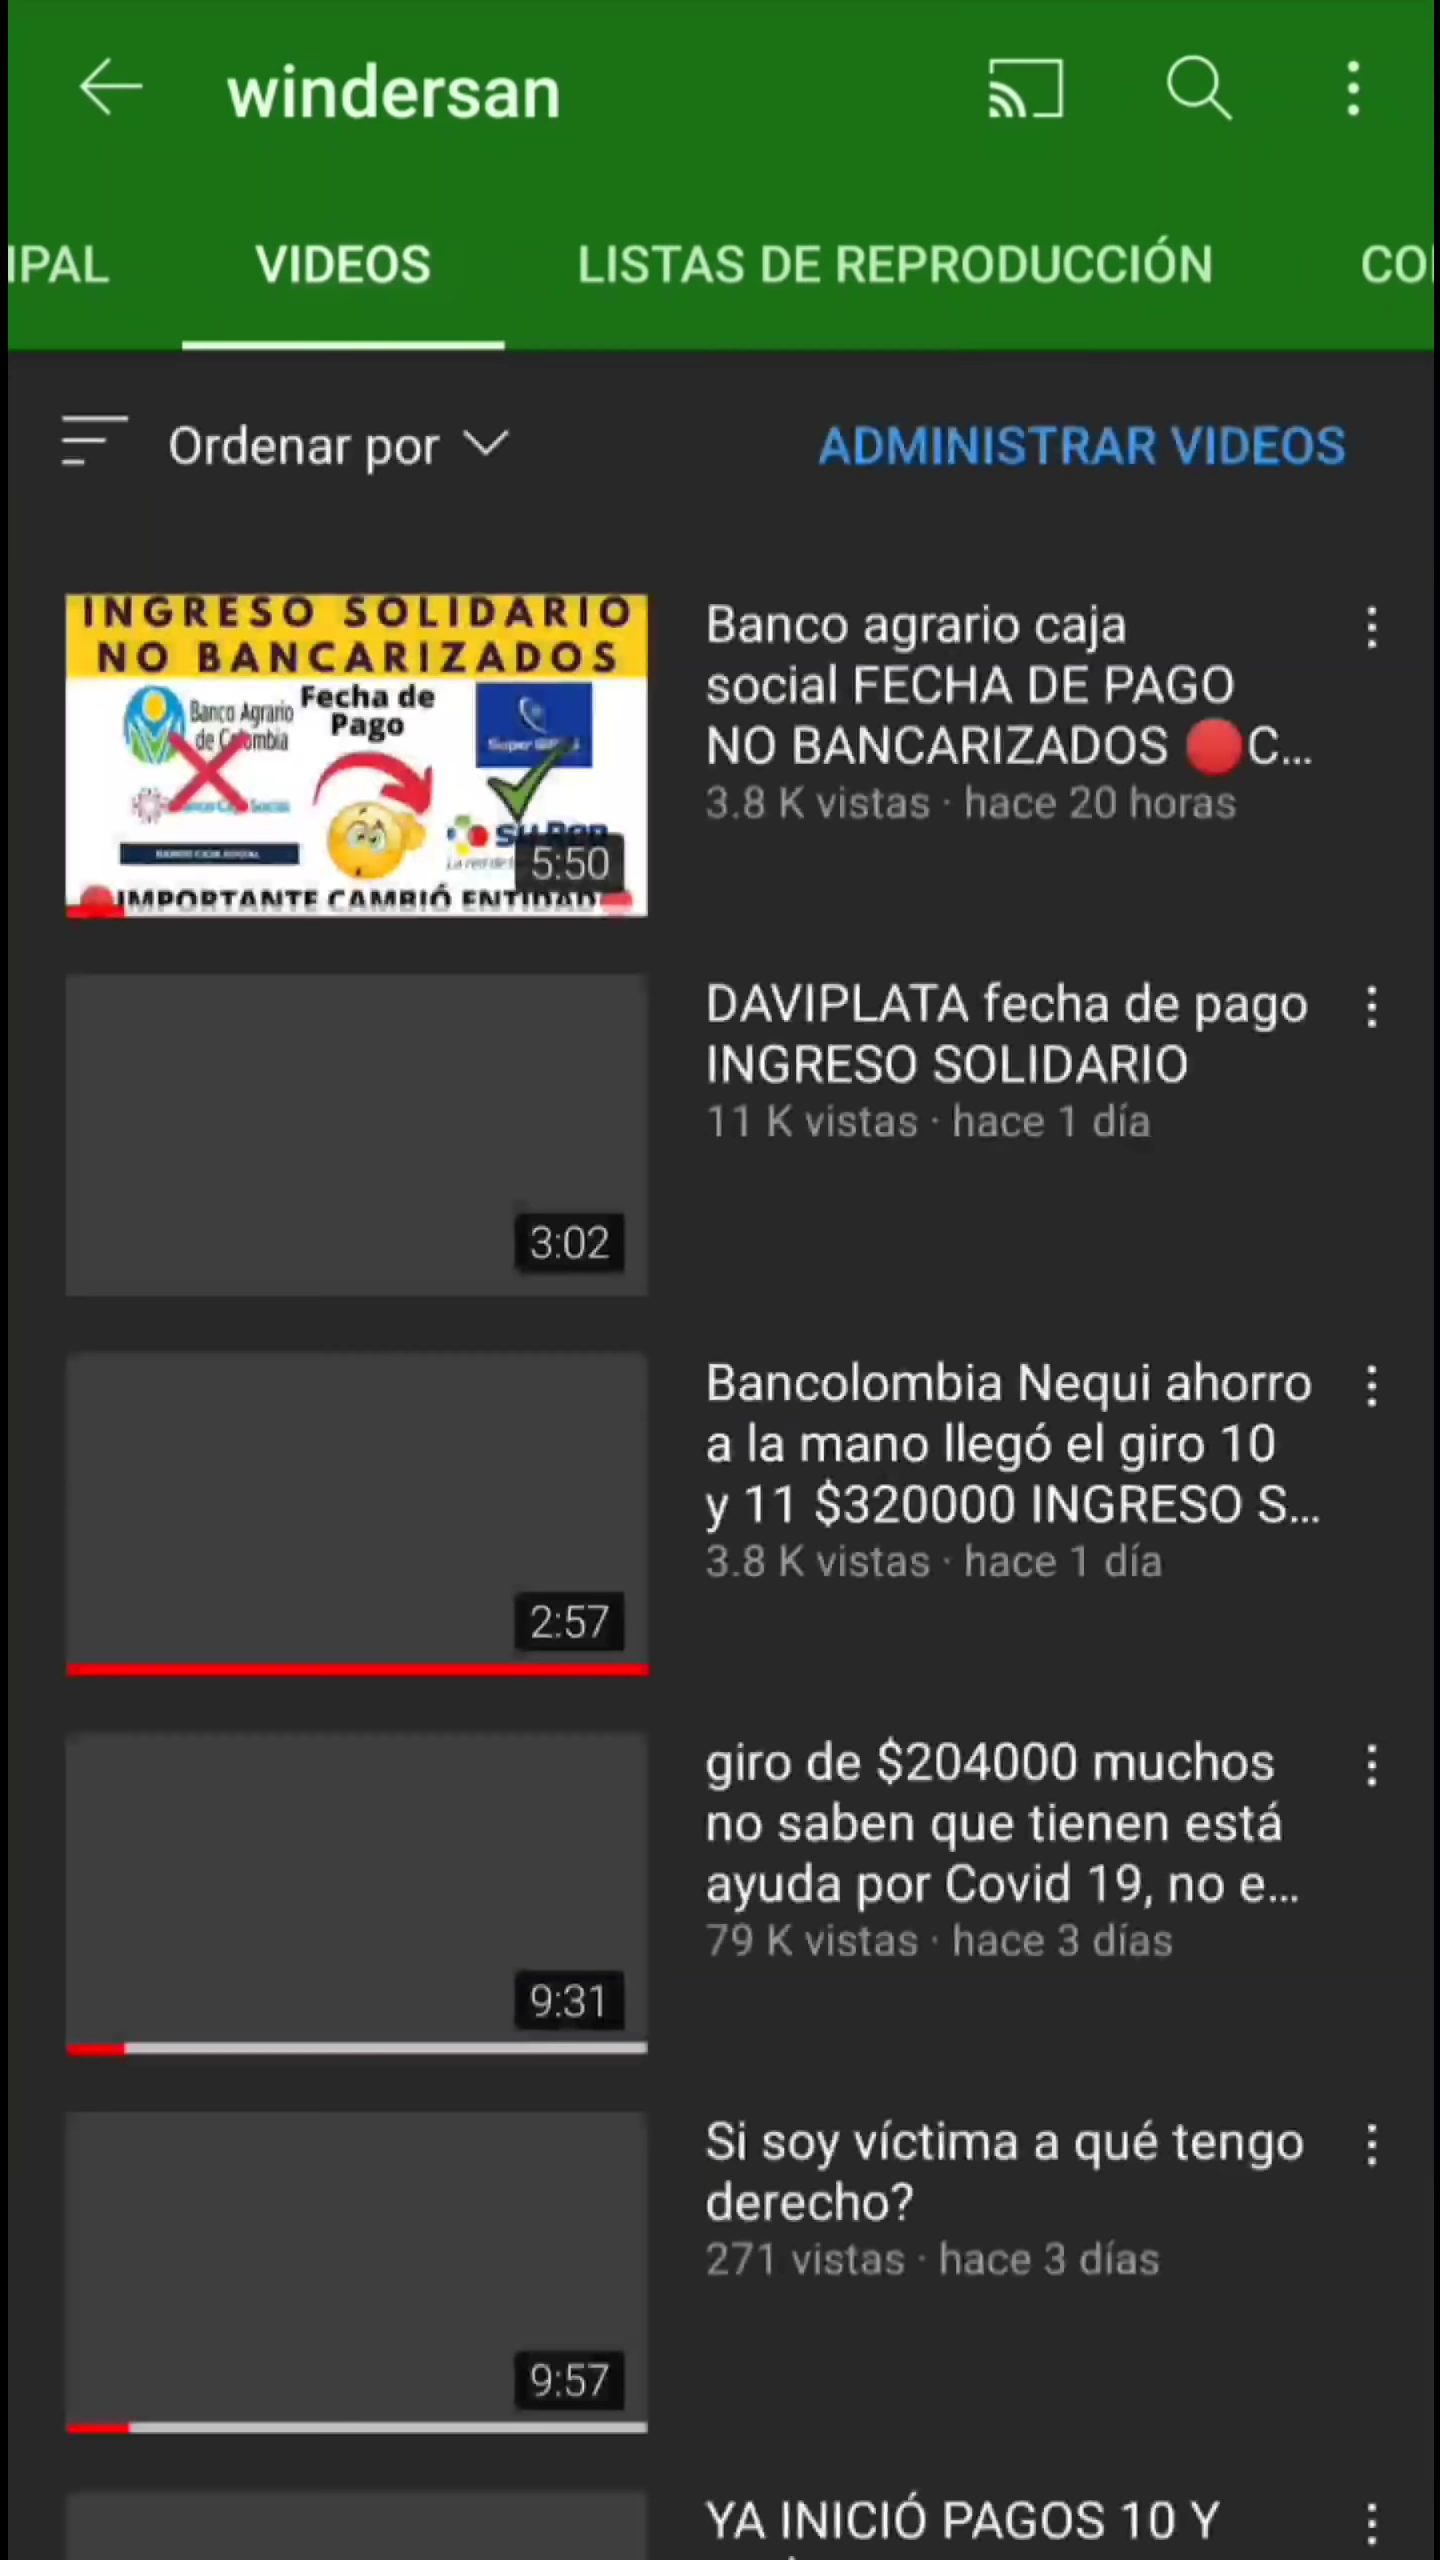 windersan
IPAL VIDEOS LISTAS DE REPRODUCCIÓN CO
Ordenar por ADMINISTRAR VIDEOS
INGRESO SOLIDARIO
NO BANCARIZADOS
Banco Agrario
de Colombia
Fecha de
Pago
La red de
5:50
IMPORTANTE CAMBIÓ ENTIDAD
Banco agrario caja
social FECHA DE PAGO
NO BANCARIZADOS 🔴C...
3.8 K vistas · hace 20 horas
3:02
DAVIPLATA fecha de pago
INGRESO SOLIDARIO
11 K vistas · hace 1 día
2:57
Bancolombia Nequi ahorro
a la mano llegó el giro 10
y 11 $320000 INGRESO S...
3.8 K vistas · hace 1 día
9:31
giro de $204000 muchos
no saben que tienen está
ayuda por Covid 19, no e...
79 K vistas · hace 3 días
9:57
Si soy víctima a qué tengo
derecho?
271 vistas · hace 3 días
YA INICIÓ PAGOS 10 Y